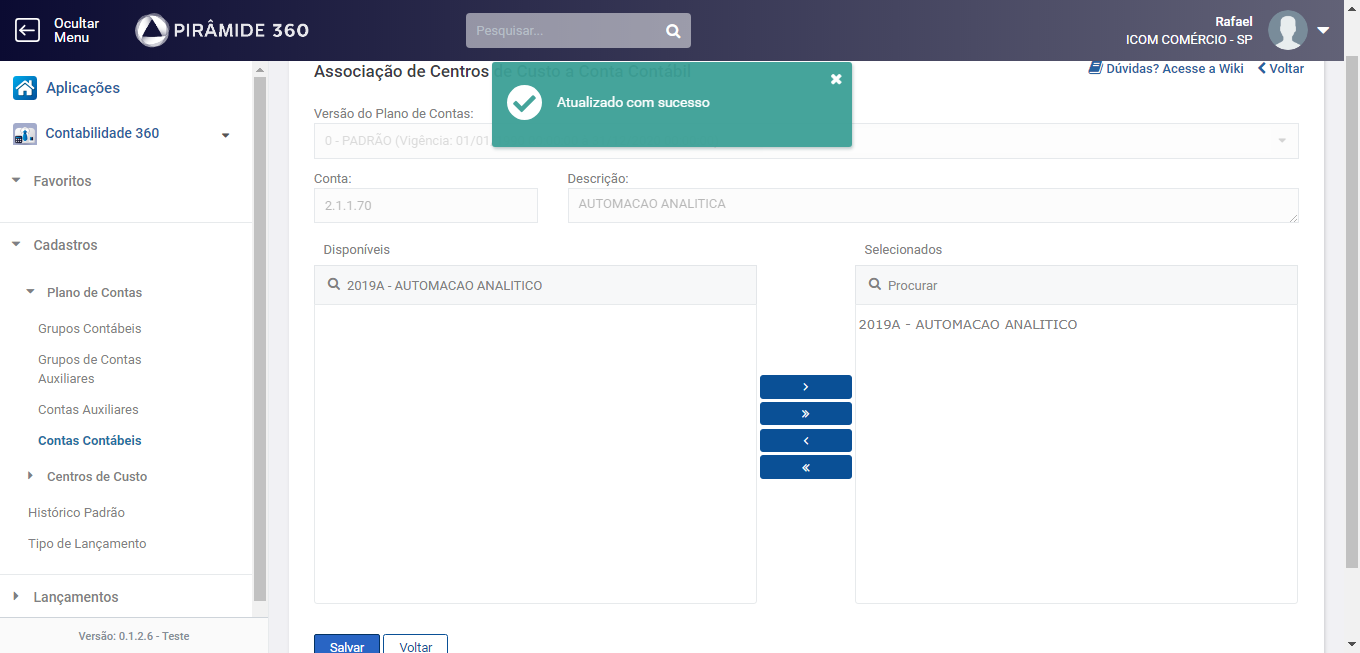 Ocultar
Menu
PIRÂMIDE 360
Pesquisar...
Rafael
ICOM COMÉRCIO - SP
Aplicações
Contabilidade 360
Favoritos
Cadastros
Plano de Contas
Grupos Contábeis
Grupos de Contas
Auxiliares
Contas Auxiliares
Contas Contábeis
Centros de Custo
Histórico Padrão
Tipo de Lançamento
Lançamentos
Versão: 0.1.2.6 - Teste
Associação de Centros de Custo a Conta Contábil
Dúvidas? Acesse a Wiki
Voltar
Atualizado com sucesso
Versão do Plano de Contas:
0 - PADRÃO (Vigência: 01/01
Conta:
Descrição:
2.1.1.70
AUTOMACAO ANALITICA
Disponíveis
2019A - AUTOMACAO ANALITICO
Selecionados
Procurar
2019A - AUTOMACAO ANALITICO
Salvar
Voltar